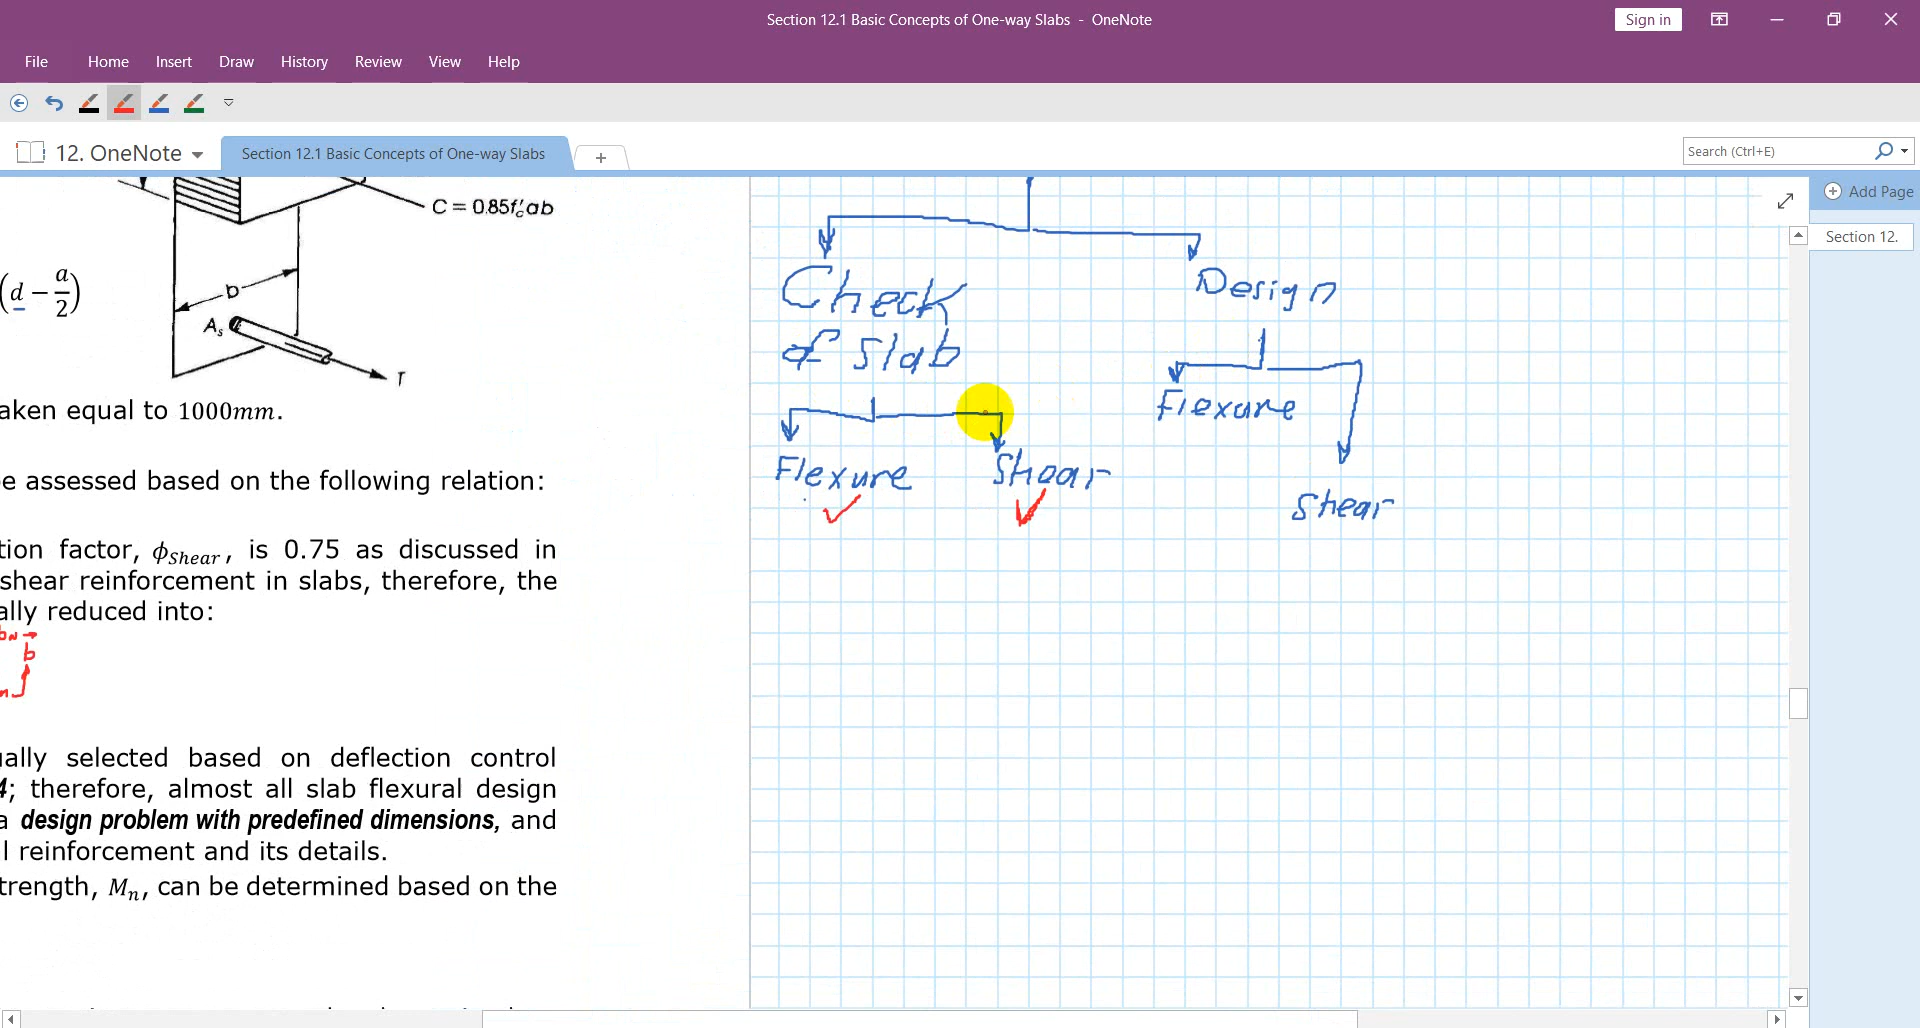 Section 12.1 Basic Concepts of One-way Slabs - OneNote
Sign in
File Home Insert Draw History Review View Help
12. OneNote
Section 12.1 Basic Concepts of One-way Slabs
+
Search (Ctrl+E)
Add Page
Section 12.
C = 0.85f'c ab
b
(d − a/2)
As
T
aken equal to 1000mm.
e assessed based on the following relation:
tion factor, ϕShear, is 0.75 as discussed in
shear reinforcement in slabs, therefore, the
ally reduced into:
b
ually selected based on deflection control
4; therefore, almost all slab flexural design
a design problem with predefined dimensions, and
l reinforcement and its details.
trength, Mn, can be determined based on the
Check
of Slab
Flexure
Shear
Design
Flexure
Shear